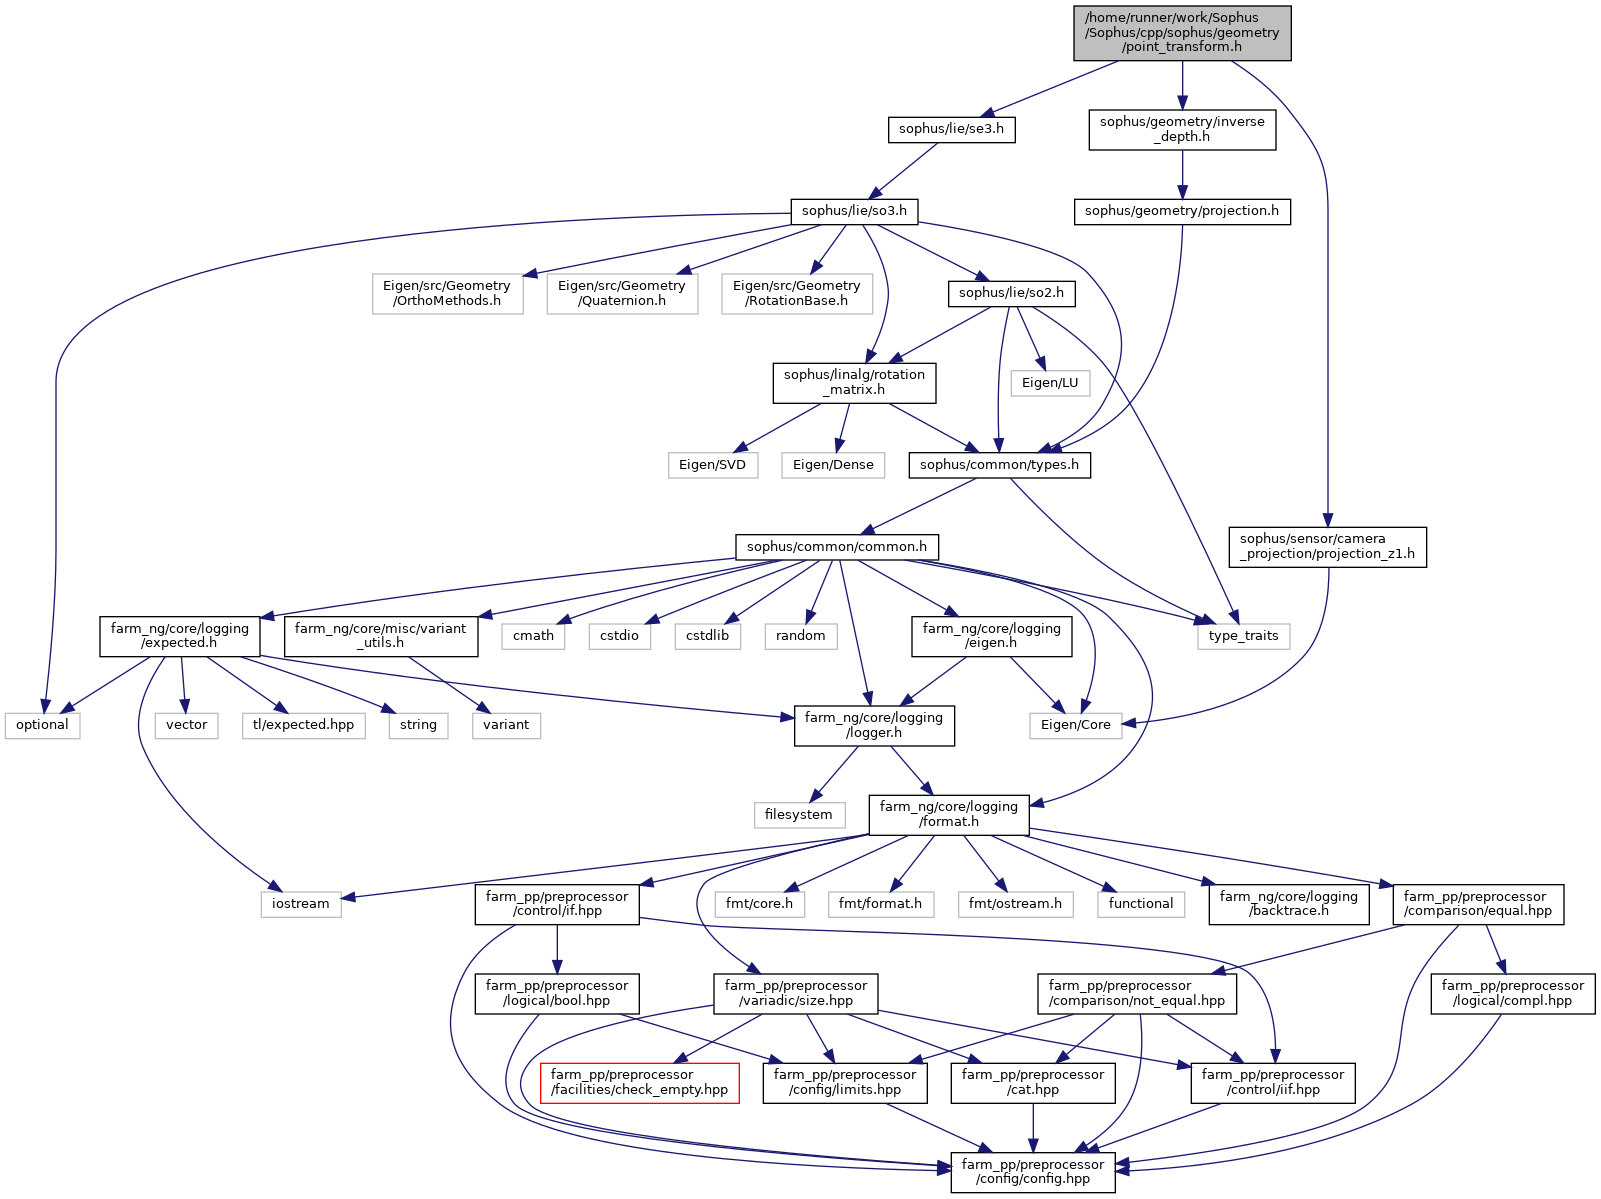 /home/runner/work/Sophus
/Sophus/cpp/sophus/geometry
/point_transform.h
sophus/lie/se3.h
sophus/geometry/inverse
_depth.h
sophus/lie/so3.h
sophus/geometry/projection.h
Eigen/src/Geometry
/OrthoMethods.h
Eigen/src/Geometry
/Quaternion.h
Eigen/src/Geometry
/RotationBase.h
sophus/lie/so2.h
sophus/linalg/rotation
_matrix.h
Eigen/LU
Eigen/SVD
Eigen/Dense
sophus/common/types.h
sophus/common/common.h
sophus/sensor/camera
_projection/projection_z1.h
farm_ng/core/logging
/expected.h
farm_ng/core/misc/variant
_utils.h
cmath
cstdio
cstdlib
random
farm_ng/core/logging
/eigen.h
type_traits
optional
vector
tl/expected.hpp
string
variant
farm_ng/core/logging
/logger.h
Eigen/Core
filesystem
farm_ng/core/logging
/format.h
iostream
farm_pp/preprocessor
/control/if.hpp
fmt/core.h
fmt/format.h
fmt/ostream.h
functional
farm_ng/core/logging
/backtrace.h
farm_pp/preprocessor
/comparison/equal.hpp
farm_pp/preprocessor
/logical/bool.hpp
farm_pp/preprocessor
/variadic/size.hpp
farm_pp/preprocessor
/comparison/not_equal.hpp
farm_pp/preprocessor
/logical/compl.hpp
farm_pp/preprocessor
/facilities/check_empty.hpp
farm_pp/preprocessor
/config/limits.hpp
farm_pp/preprocessor
/cat.hpp
farm_pp/preprocessor
/control/iif.hpp
farm_pp/preprocessor
/config/config.hpp